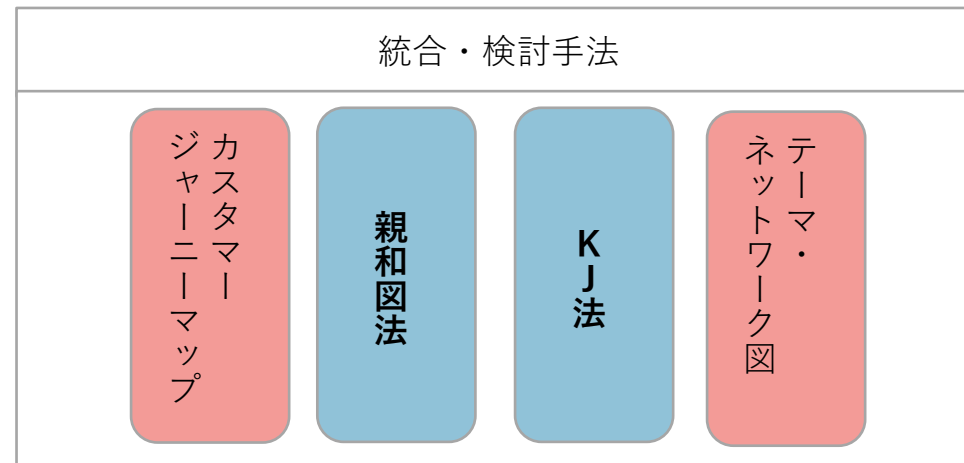 統合・検討手法
カスタマー
ジャーニーマップ
親和図法
KJ法
テーマ・
ネットワーク図